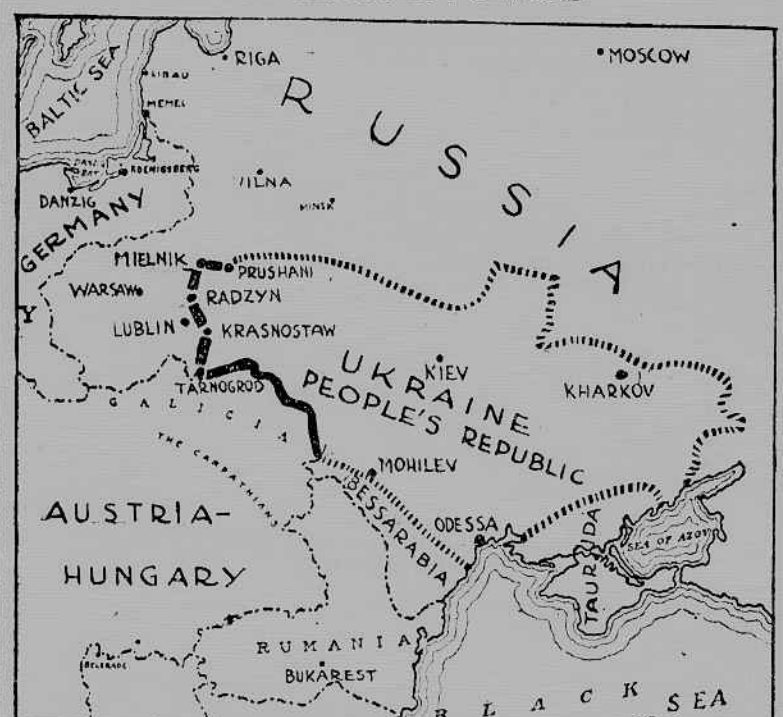 RIGA
MOSCOW
BALTIC SEA
LIBAU
MEMEL
RUSSIA
KOENIGSBERG
VILNA
MINSK
DANZIG
GERMANY
MIELNIK
PRUSHANI
WARSAW
RADZYN
Y
LUBLIN
KRASNOSTAW
KIEV
UKRAINE
PEOPLE'S REPUBLIC
KHARKOV
TARNOGROD
GALICIA
THE CARPATHIANS
MOHILEV
BESSARABIA
AUSTRIA-
HUNGARY
ODESSA
TAURIDA
SEA OF AZOV
RUMANIA
BELGRADE
BUKAREST
BLACK SEA